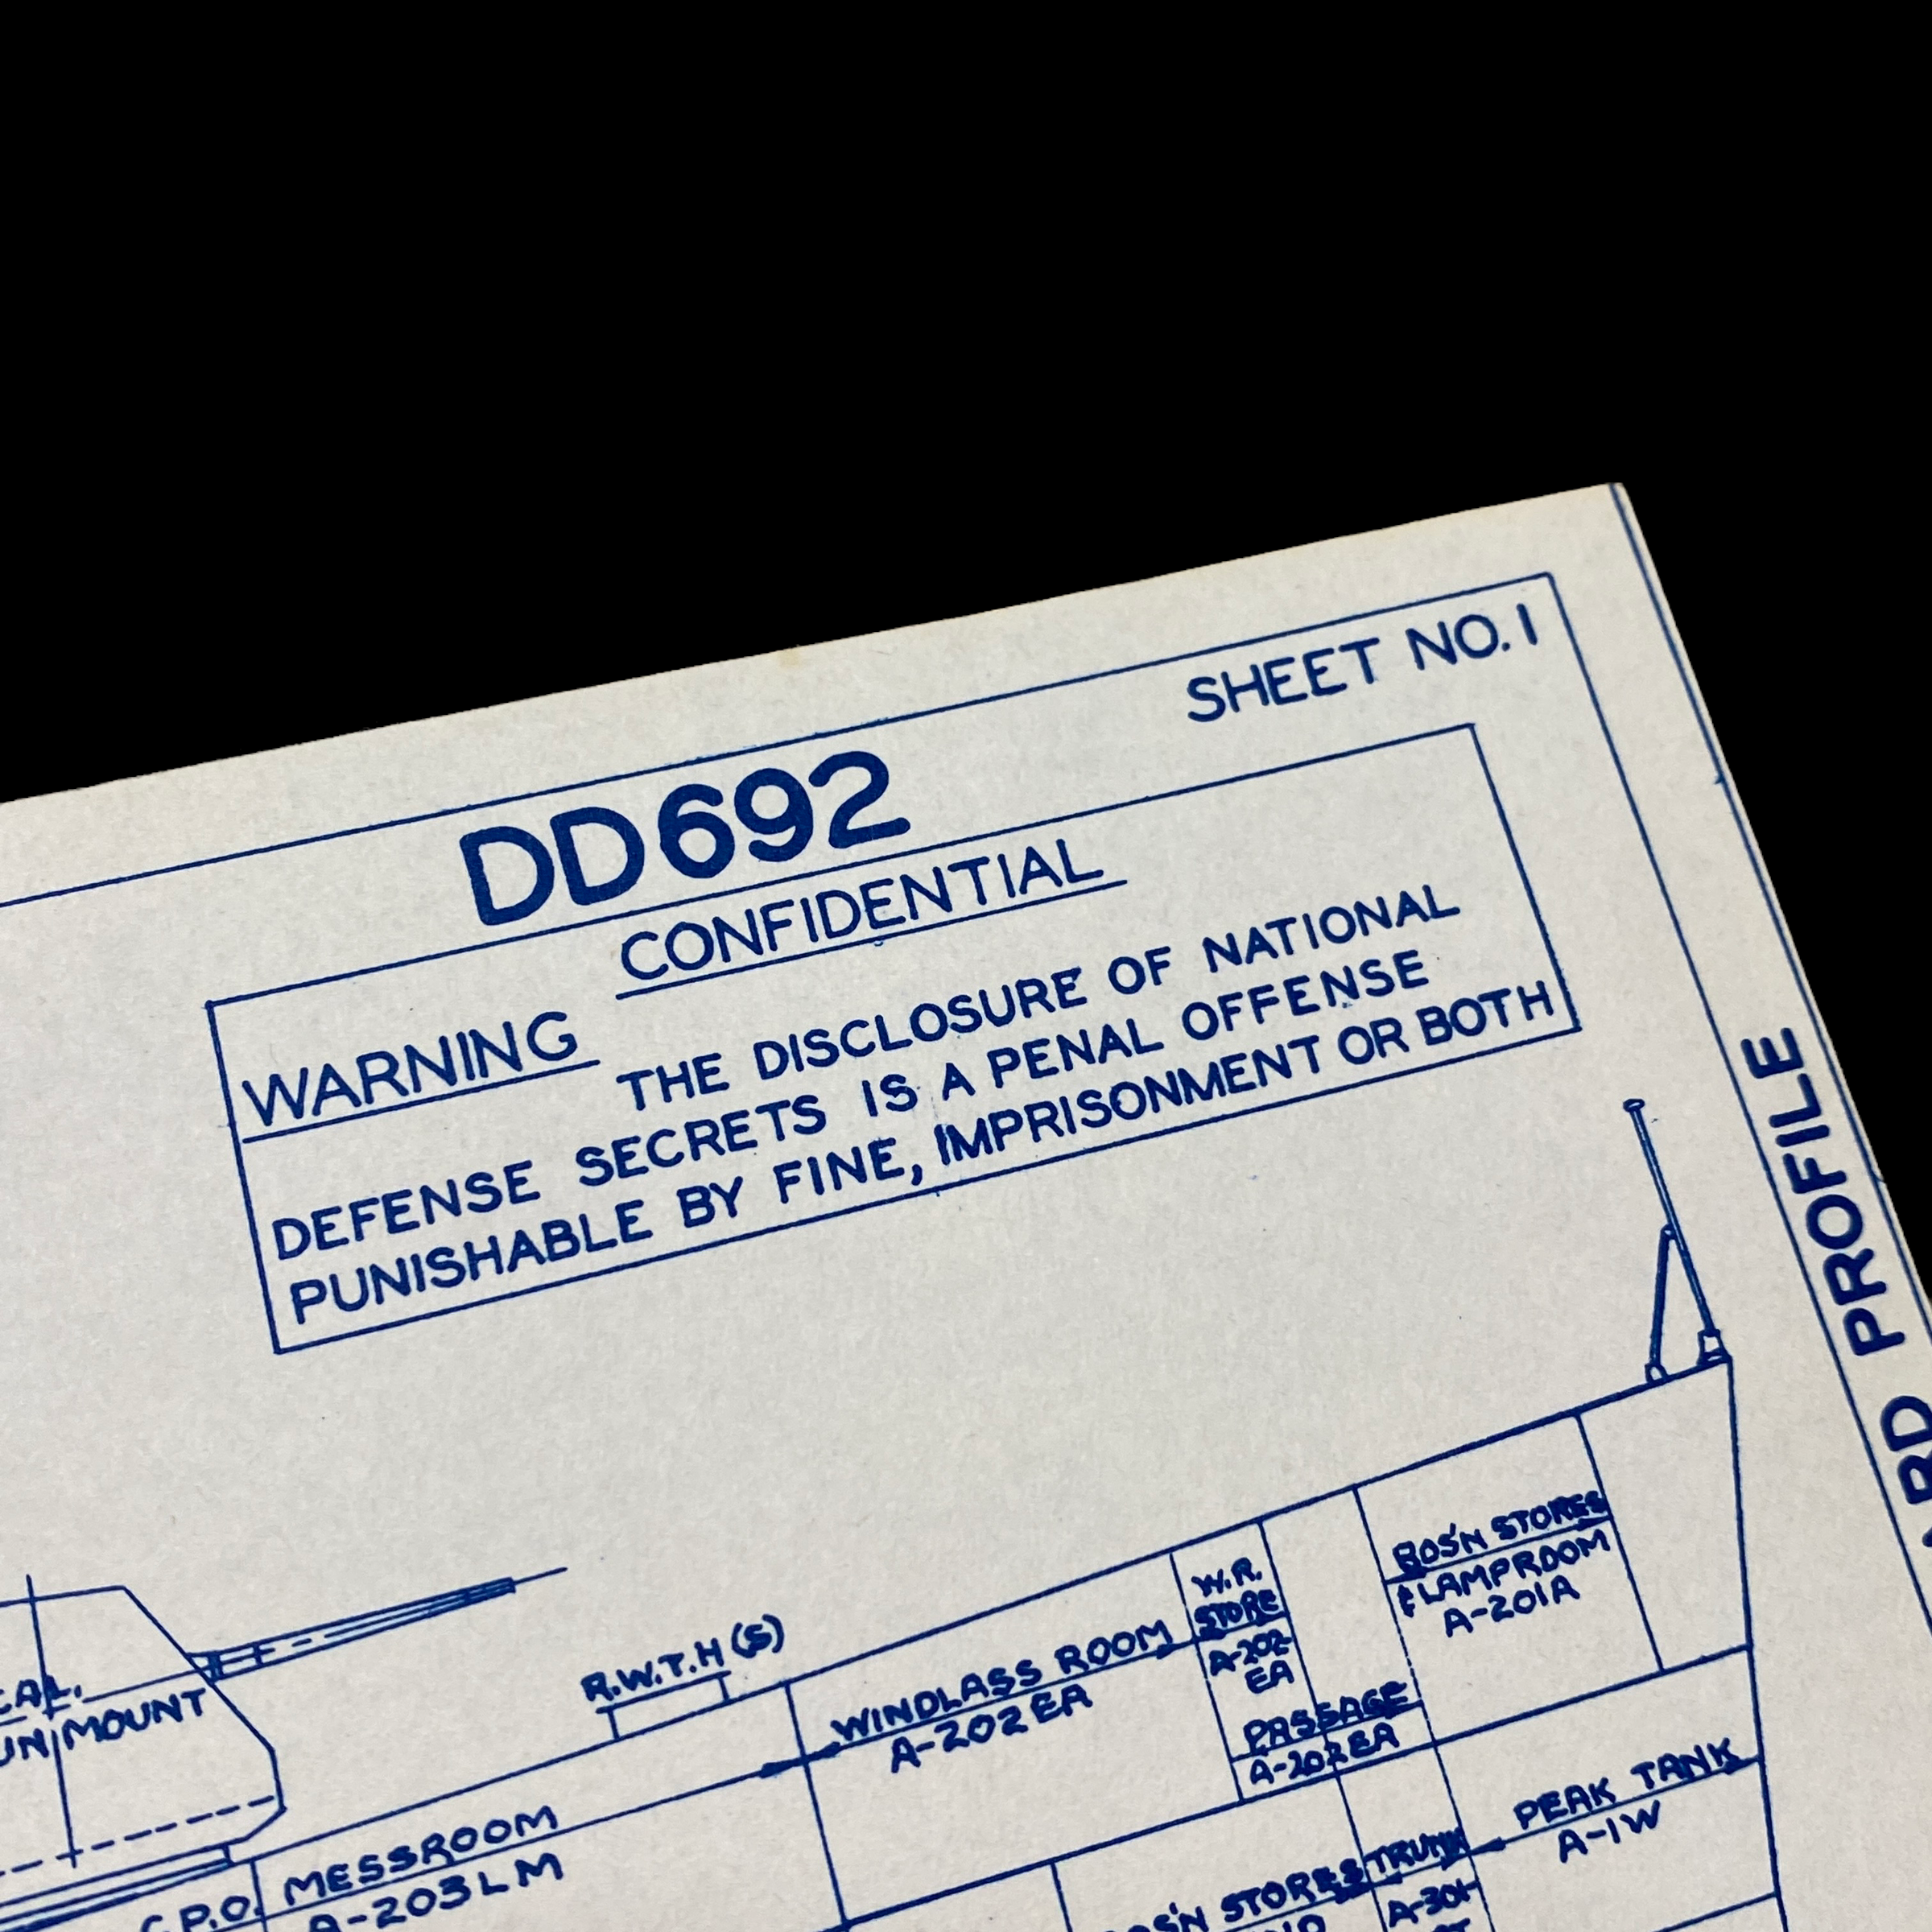 SHEET NO. 1
DD692
CONFIDENTIAL
WARNING
THE DISCLOSURE OF NATIONAL
DEFENSE SECRETS IS A PENAL OFFENSE
PUNISHABLE BY FINE, IMPRISONMENT OR BOTH
PROFILE
BOS'N STORES
& LAMPROOM
A-201A
W.R.
STORE
A-202
EA
R.W.T.H (S)
WINDLASS ROOM
A-202EA
PASSAGE
A-202EA
MOUNT
PEAK TANK
A-1W
C.P.O. MESSROOM
A-203LM
STORES
TRUNK
A-301